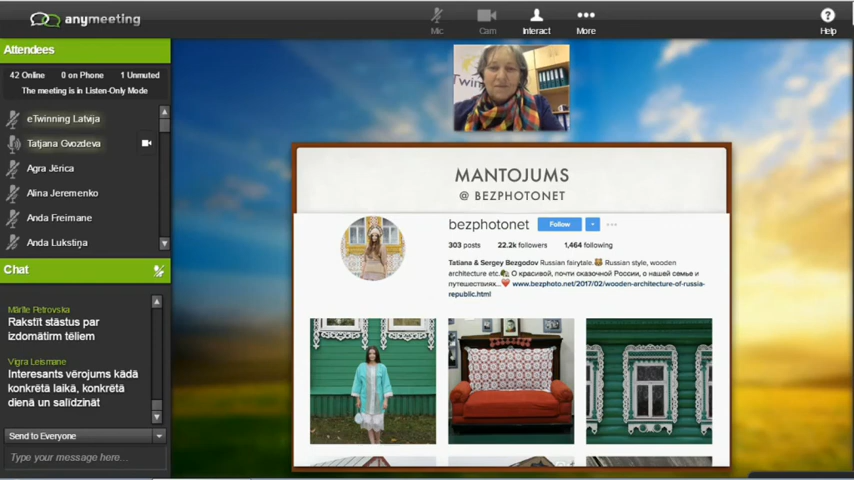 anymeeting
Mic
Cam
Interact
More
Help
Attendees
42 Online 0 on Phone 1 Unmuted
The meeting is in Listen-Only Mode
eTwinning Latvija
Tatjana Gvozdeva
Agra Jērica
Alina Jeremenko
Anda Freimane
Anda Lukstiņa
Chat
Mārīte Petrovska
Rakstīt stāstus par
izdomātirm tēliem
Vigra Leismane
Interesants vērojums kādā
konkrētā laikā, konkrētā
dienā un salīdzināt
Send to Everyone
Type your message here...
MANTOJUMS
@ BEZPHOTONET
bezphotonet Follow
303 posts 22.2k followers 1,464 following
Tatiana & Sergey Bezgodov Russian fairytale. Russian style, wooden
architecture etc. О красивой, почти сказочной России, о нашей семье и
путешествиях... www.bezphoto.net/2017/02/wooden-architecture-of-russia-
republic.html